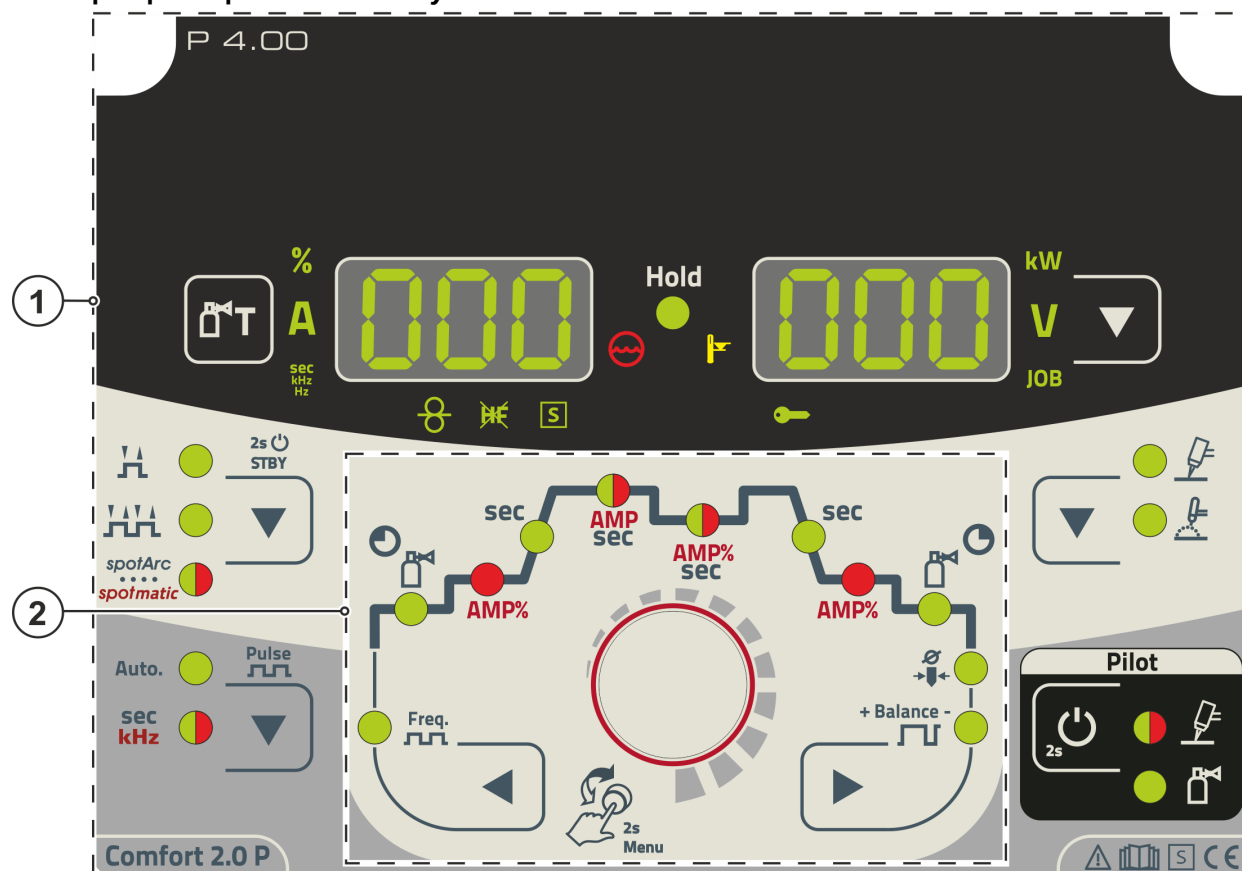 P 4.00
1
%
A
sec
kHz
Hz
T
000
Hold
000
kW
V
JOB
HF
S
2s
STBY
spotArc
spotmatic
2
sec
AMP
sec
AMP%
sec
sec
AMP%
AMP%
Auto.
Pulse
sec
kHz
Freq.
+ Balance -
2s
Menu
Pilot
2s
Comfort 2.0 P
S
CE